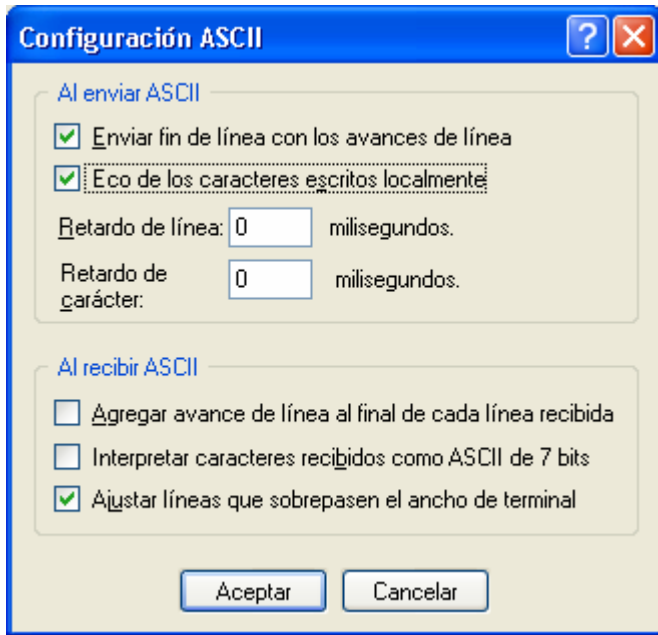 Configuración ASCII
Al enviar ASCII
Enviar fin de línea con los avances de línea
Eco de los caracteres escritos localmente
Retardo de línea: 0 milisegundos.
Retardo de carácter: 0 milisegundos.
Al recibir ASCII
Agregar avance de línea al final de cada línea recibida
Interpretar caracteres recibidos como ASCII de 7 bits
Ajustar líneas que sobrepasen el ancho de terminal
Aceptar Cancelar